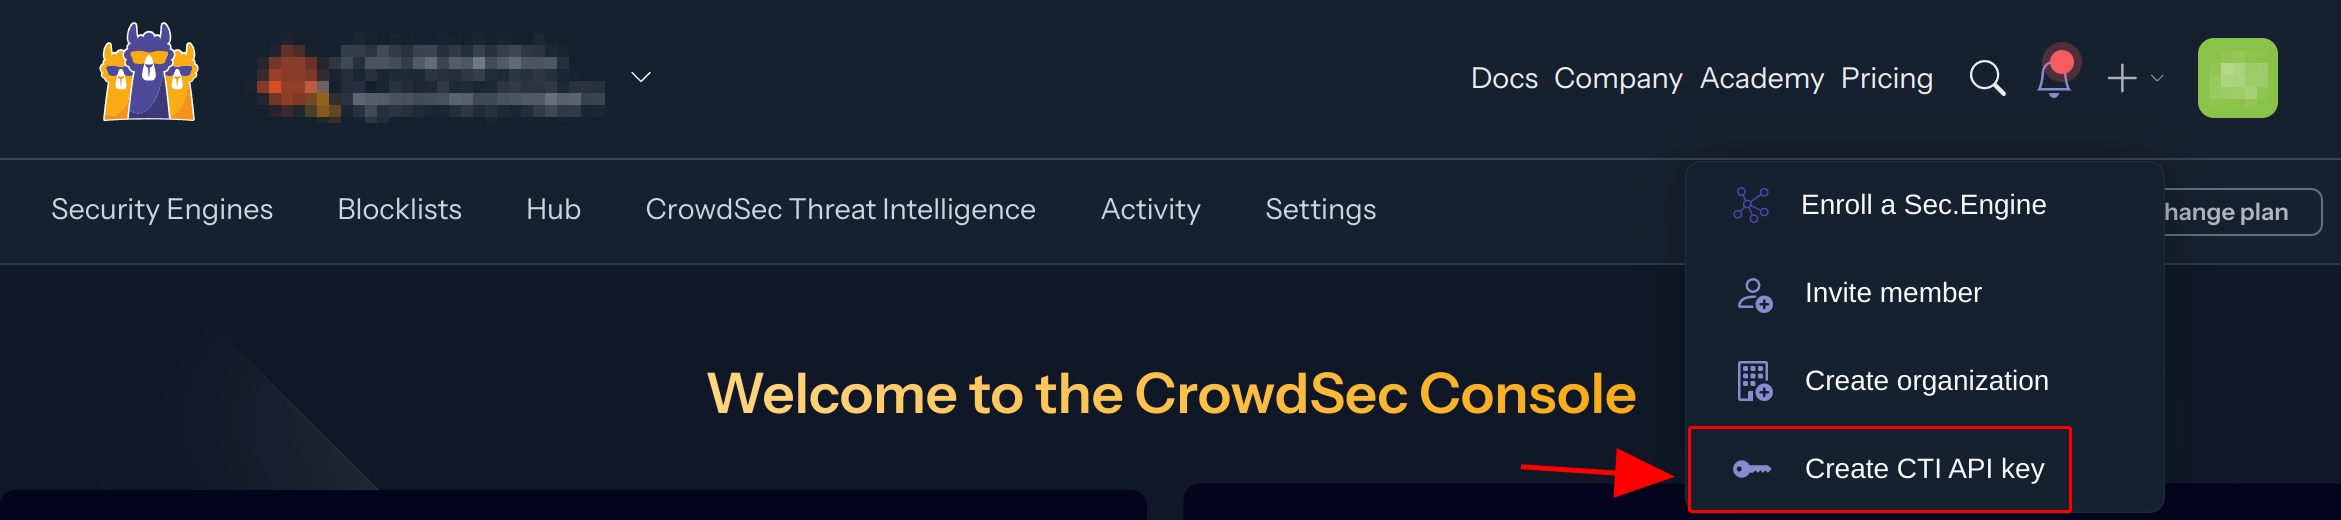 Docs Company Academy Pricing
Security Engines Blocklists Hub CrowdSec Threat Intelligence Activity Settings
hange plan
Enroll a Sec.Engine
Invite member
Create organization
Create CTI API key
Welcome to the CrowdSec Console